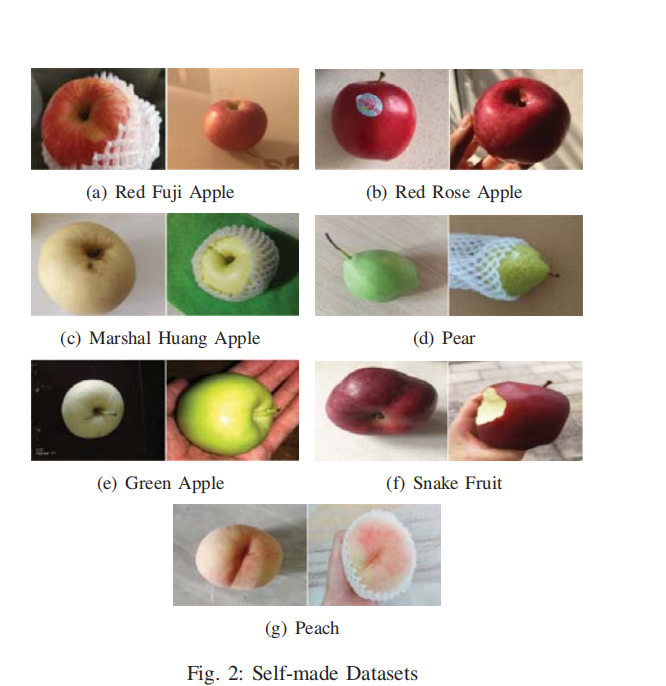 (a) Red Fuji Apple
(b) Red Rose Apple
(c) Marshal Huang Apple
(d) Pear
(e) Green Apple
(f) Snake Fruit
(g) Peach
Fig. 2: Self-made Datasets